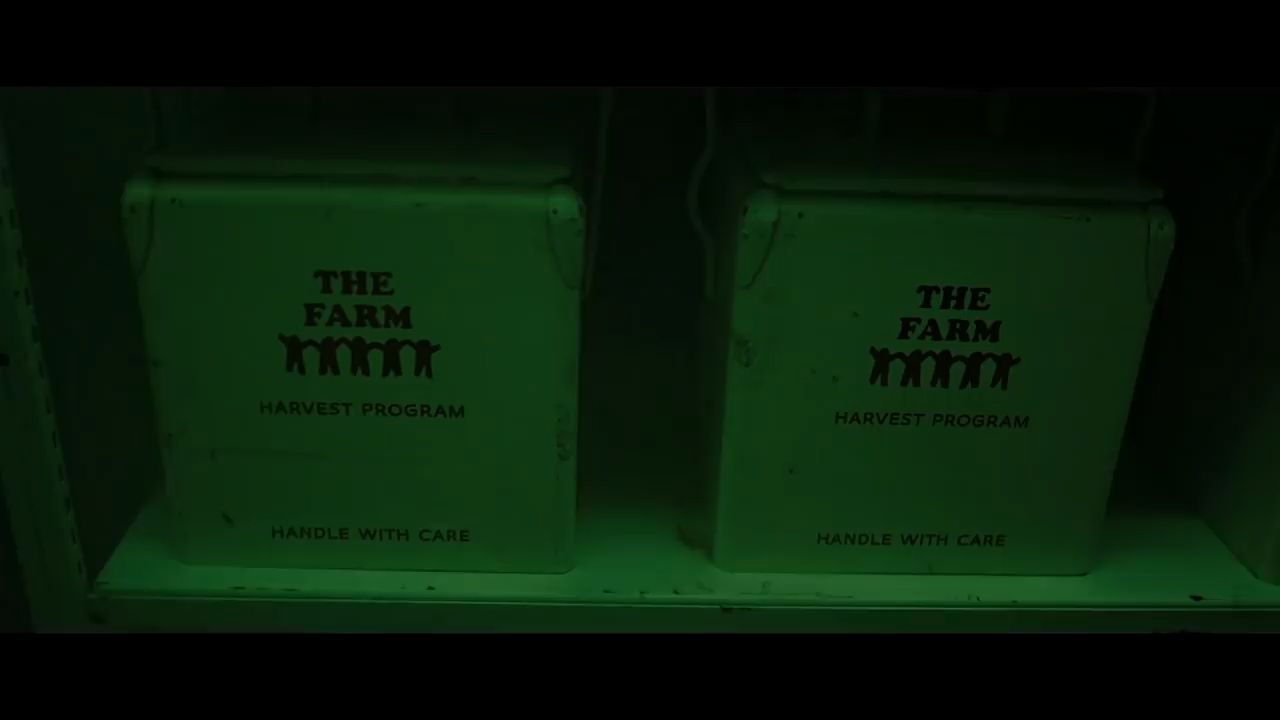 THE
FARM
HARVEST PROGRAM
HANDLE WITH CARE
THE
FARM
HARVEST PROGRAM
HANDLE WITH CARE